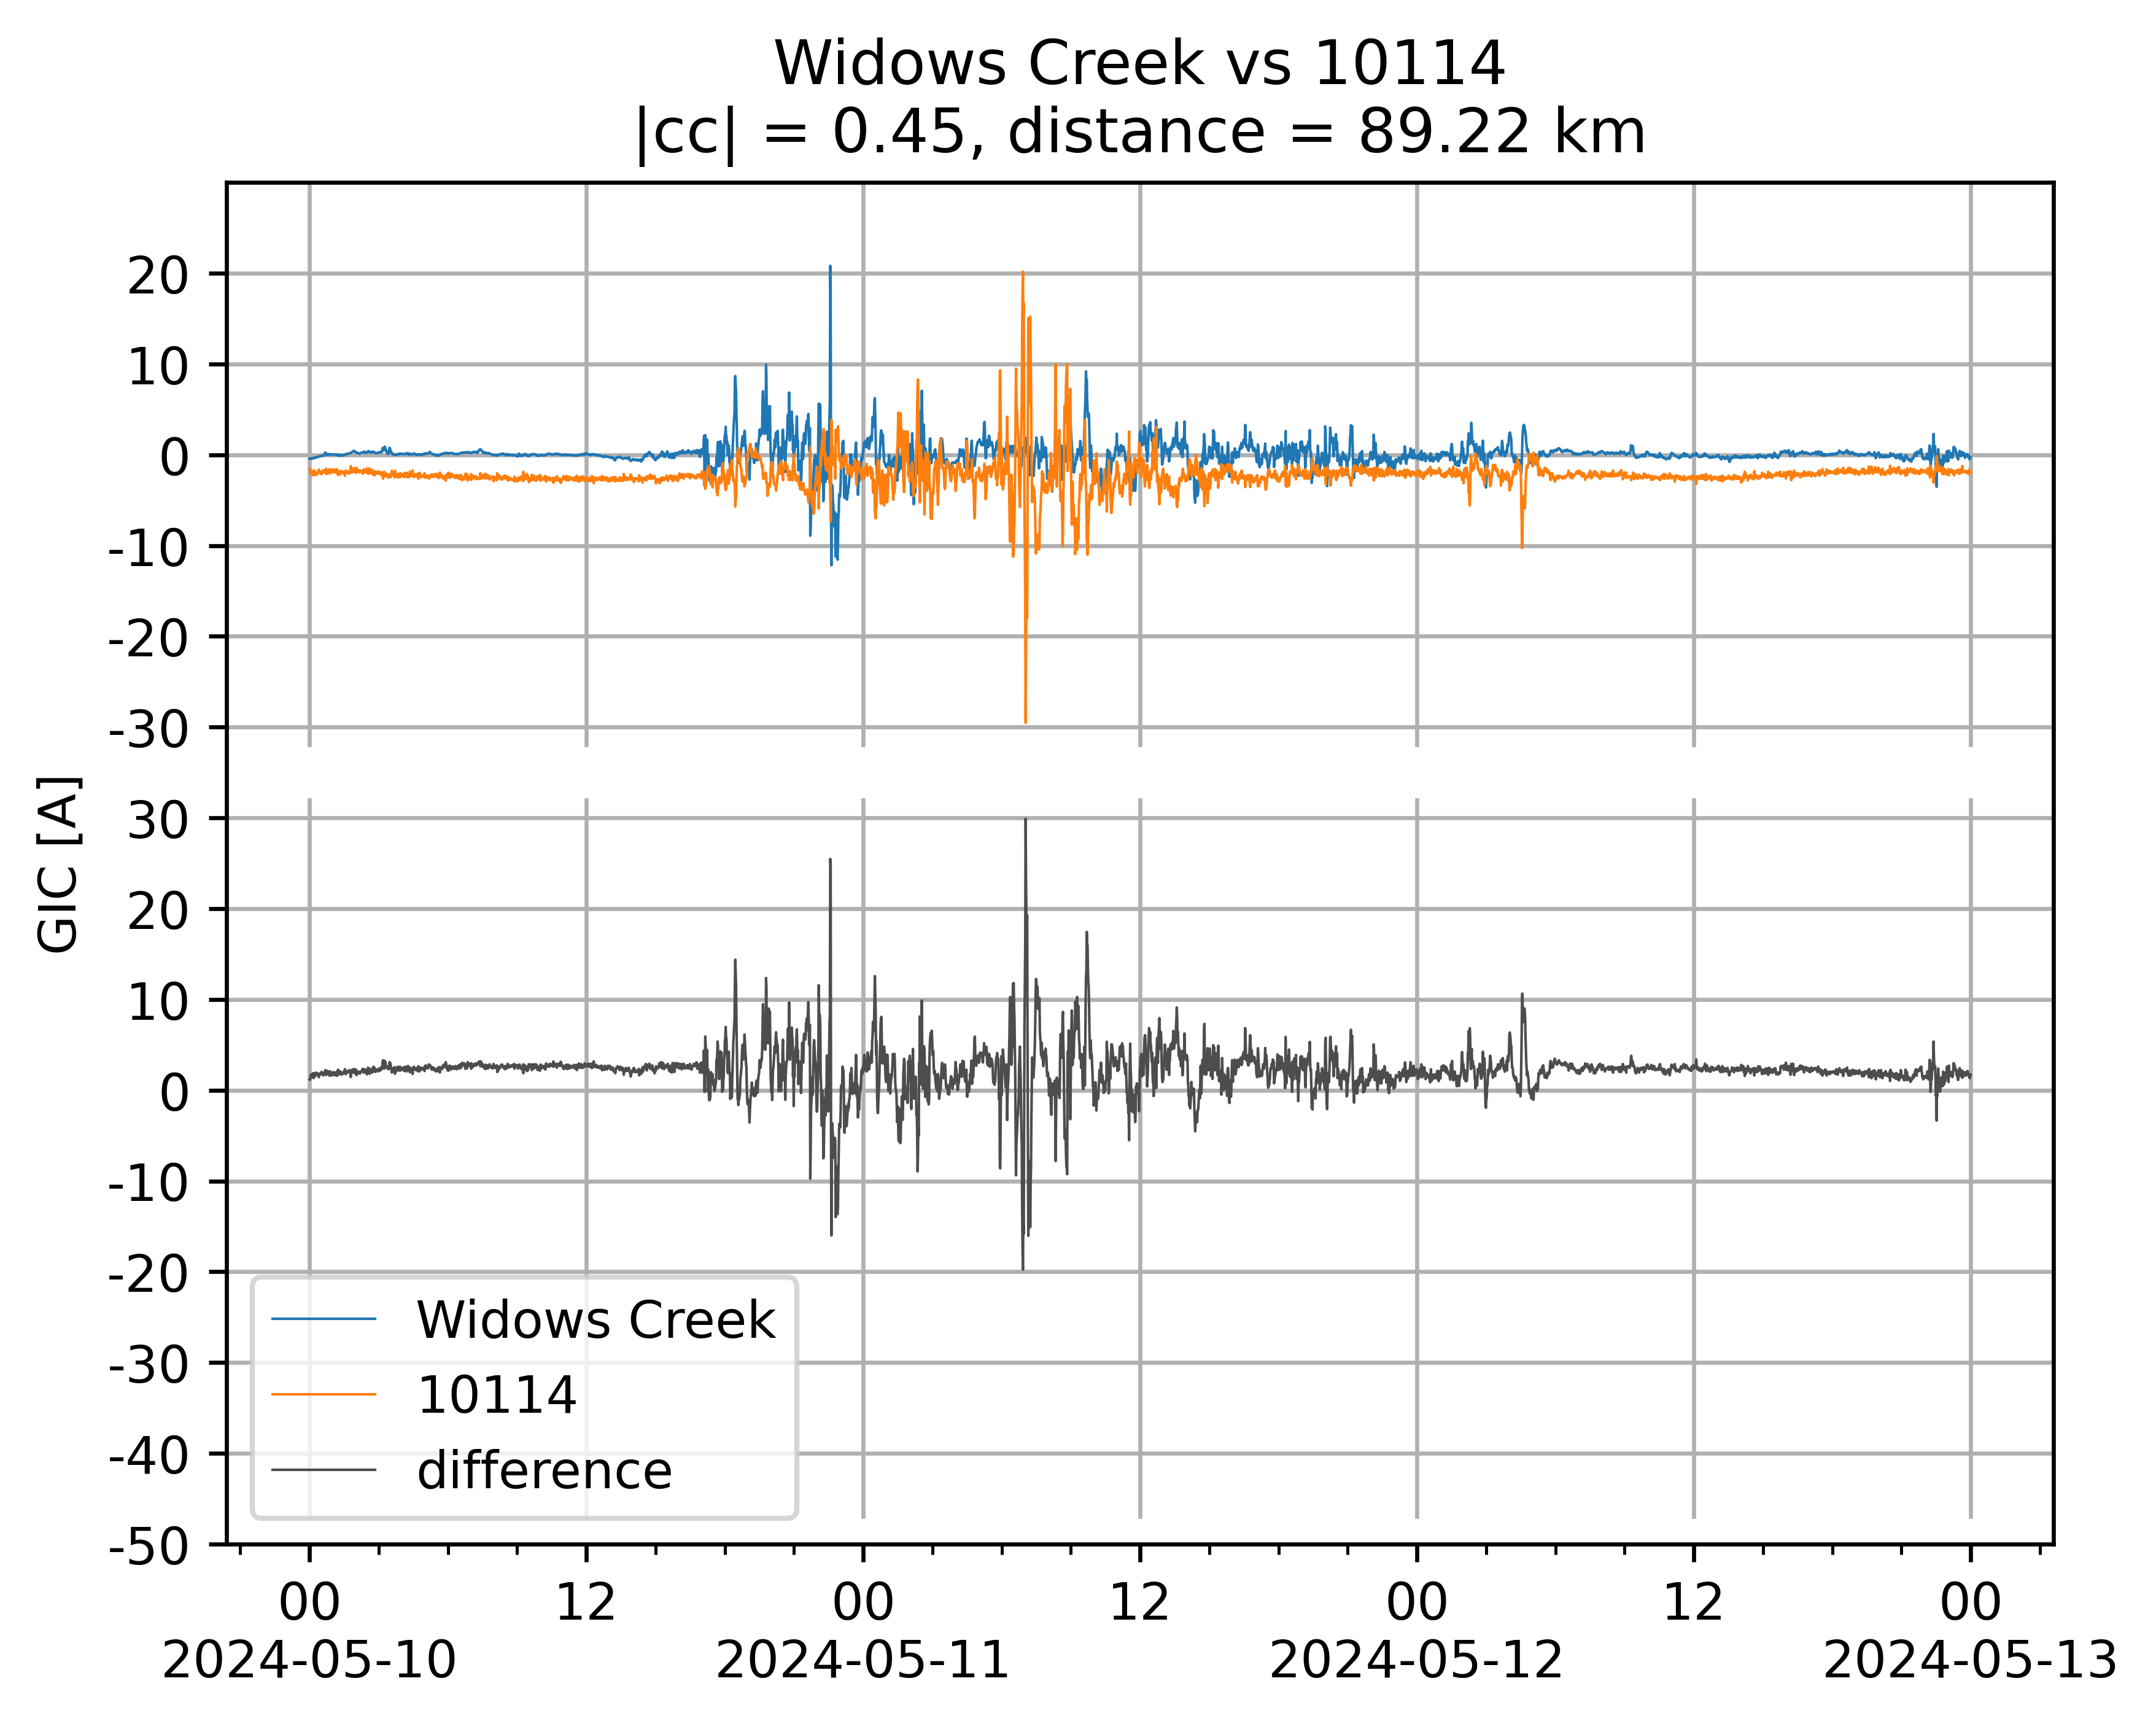 Widows Creek vs 10114
|cc| = 0.45, distance = 89.22 km
GIC [A]
20
10
0
-10
-20
-30
30
20
10
0
-10
-20
-30
-40
-50
Widows Creek
10114
difference
00 12 00 12 00 12 00
2024-05-10 2024-05-11 2024-05-12 2024-05-13